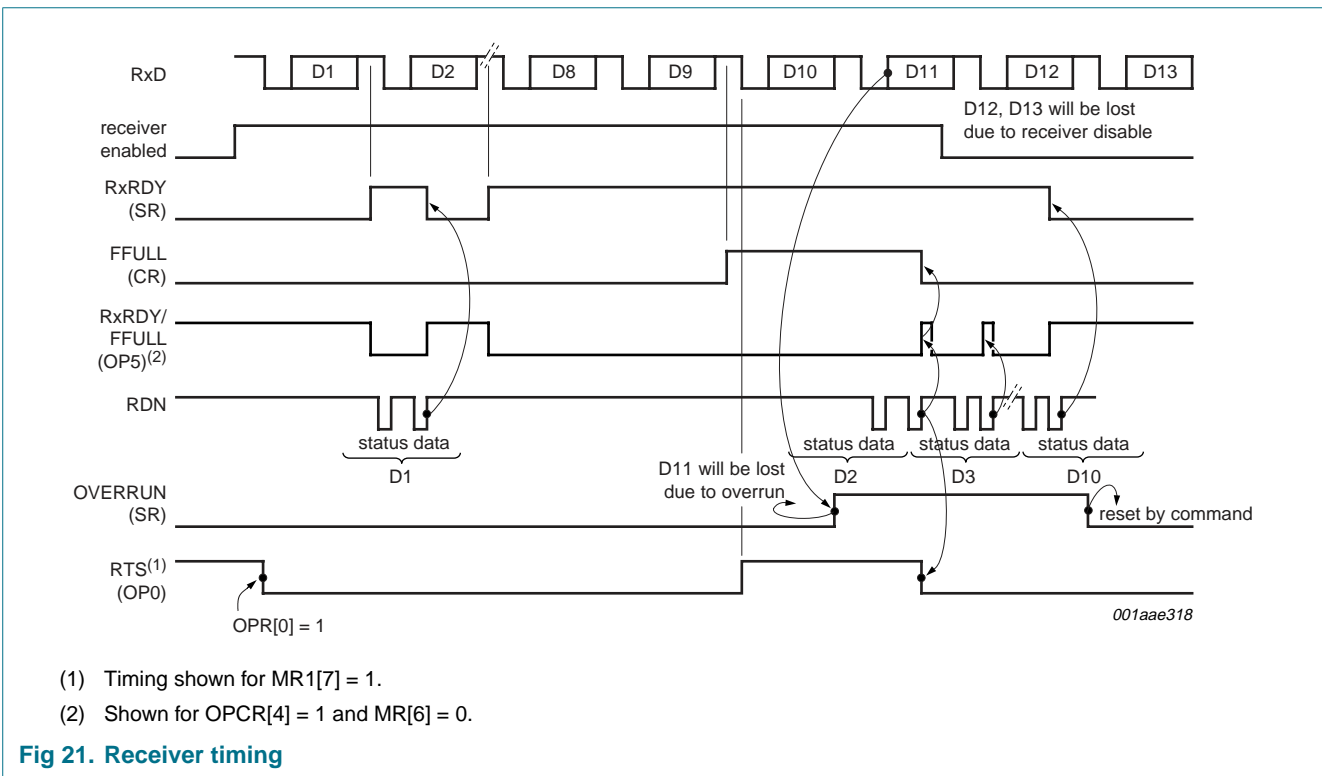 RxD
D1
D2
D8
D9
D10
D11
D12
D13
D12, D13 will be lost
due to receiver disable
receiver
enabled
RxRDY
(SR)
FFULL
(CR)
RxRDY/
FFULL
(OP5)(2)
RDN
status data
D1
status data
D2
status data
D3
status data
D10
D11 will be lost
due to overrun
OVERRUN
(SR)
reset by command
RTS(1)
(OP0)
OPR[0] = 1
001aae318
(1) Timing shown for MR1[7] = 1.
(2) Shown for OPCR[4] = 1 and MR[6] = 0.
Fig 21. Receiver timing